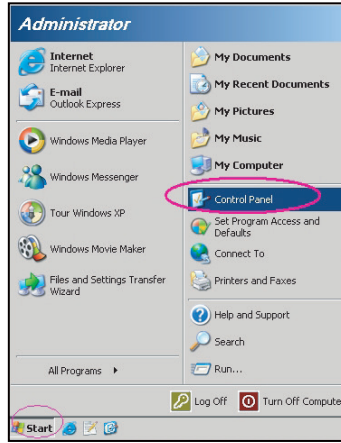 Administrator
Internet
Internet Explorer
E-mail
Outlook Express
Windows Media Player
Windows Messenger
Tour Windows XP
Windows Movie Maker
Files and Settings Transfer
Wizard
All Programs
My Documents
My Recent Documents
My Pictures
My Music
My Computer
Control Panel
Set Program Access and
Defaults
Connect To
Printers and Faxes
Help and Support
Search
Run...
Log Off
Turn Off Compute
Start